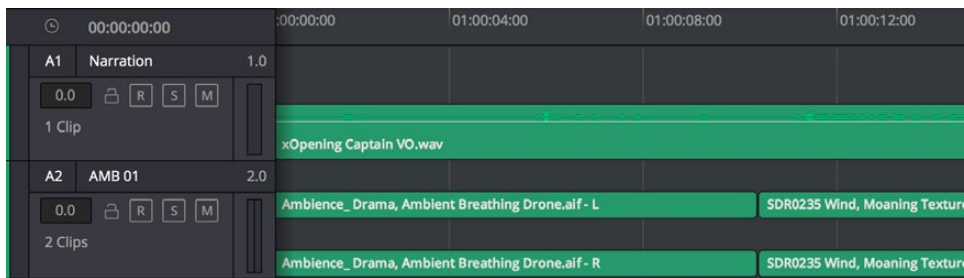 00:00:00:00
:00:00:00 01:00:04:00 01:00:08:00 01:00:12:00
A1 Narration 1.0
0.0 R S M
1 Clip
xOpening Captain VO.wav
A2 AMB 01 2.0
0.0 R S M
2 Clips
Ambience_ Drama, Ambient Breathing Drone.aif - L SDR0235 Wind, Moaning Texture
Ambience_ Drama, Ambient Breathing Drone.aif - R SDR0235 Wind, Moaning Texture